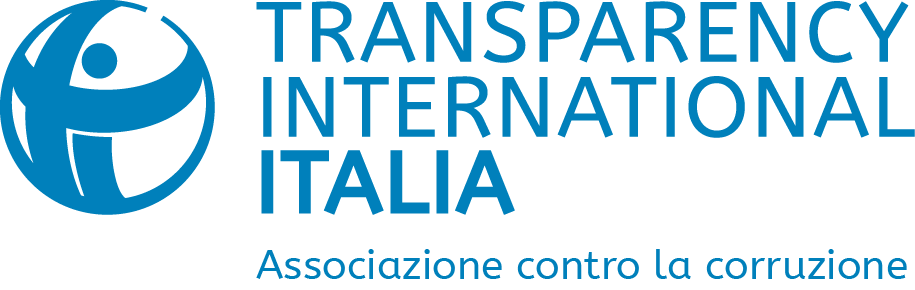 TRANSPARENCY
INTERNATIONAL
ITALIA
Associazione contro la corruzione